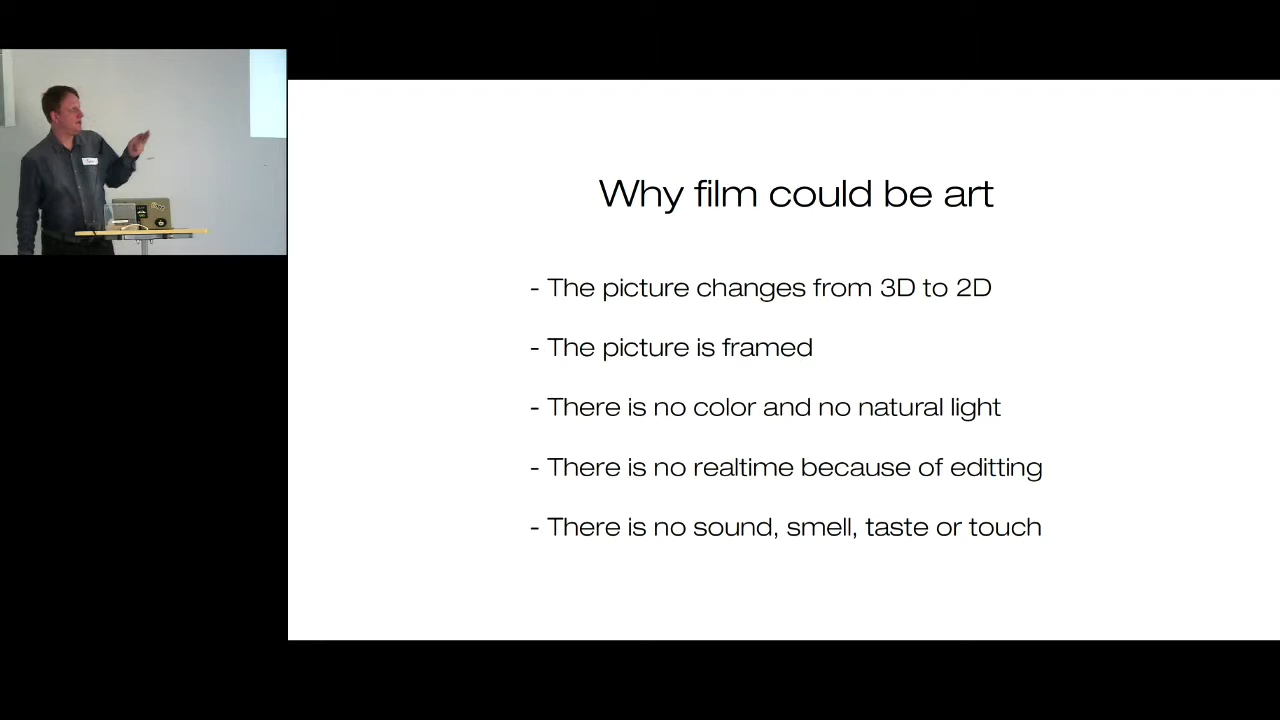 Why film could be art
- The picture changes from 3D to 2D
- The picture is framed
- There is no color and no natural light
- There is no realtime because of editting
- There is no sound, smell, taste or touch